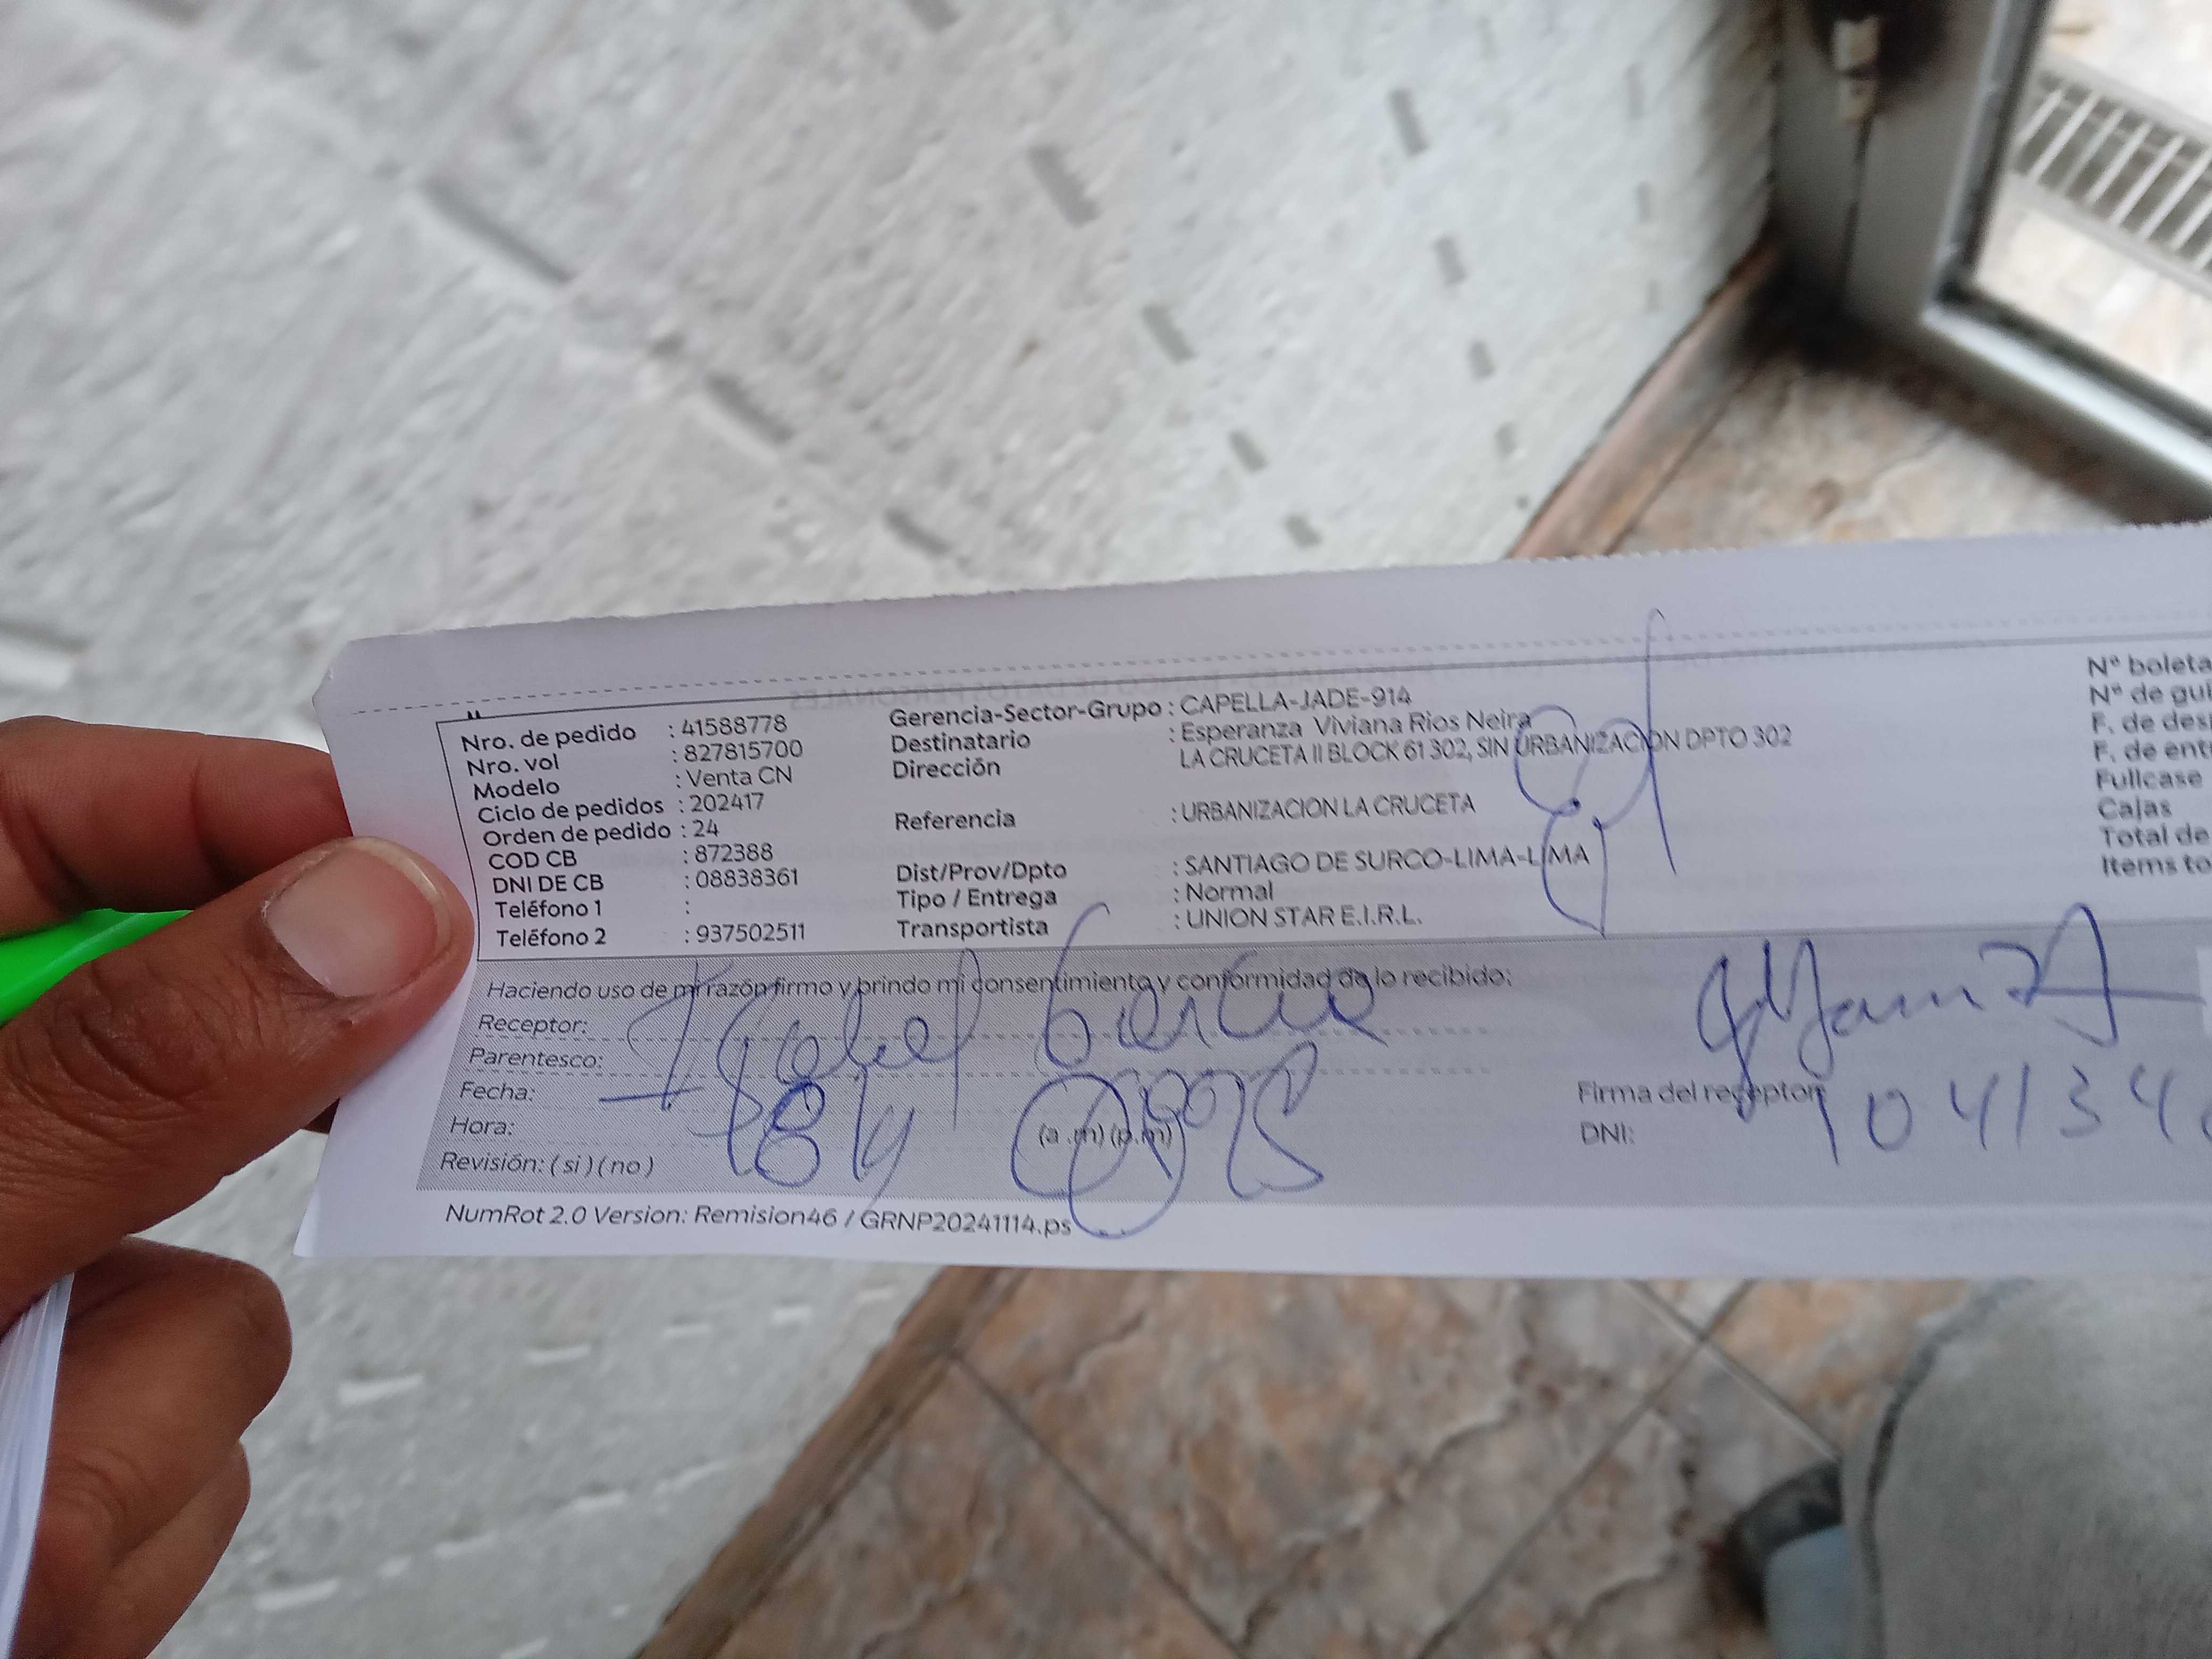 Nro. de pedido : 41588778
Nro. vol : 827815700
Modelo : Venta CN
Ciclo de pedidos : 202417
Orden de pedido : 24
COD CB : 872388
DNI DE CB : 08838361
Teléfono 1 :
Teléfono 2 : 937502511
Gerencia-Sector-Grupo : CAPELLA-JADE-914
Destinatario : Esperanza Viviana Rios Neira
Dirección LA CRUCETA II BLOCK 61 302, SIN URBANIZACION DPTO 302
Referencia : URBANIZACION LA CRUCETA
Dist/Prov/Dpto : SANTIAGO DE SURCO-LIMA-LIMA
Tipo / Entrega : Normal
Transportista : UNION STAR E.I.R.L.
N° boleta
N° de gui
F. de des
F. de ent
Fullcase
Cajas
Total de
Items to
Haciendo uso de mi razón firmo y brindo mi consentimiento y conformidad de lo recibido:
Receptor: Isabel
Parentesco:
Fecha:
Hora: (a .m) (p.m)
Revisión: ( si ) ( no )
Firma del receptor:
DNI: 104134
NumRot 2.0 Version: Remision46 / GRNP20241114.ps